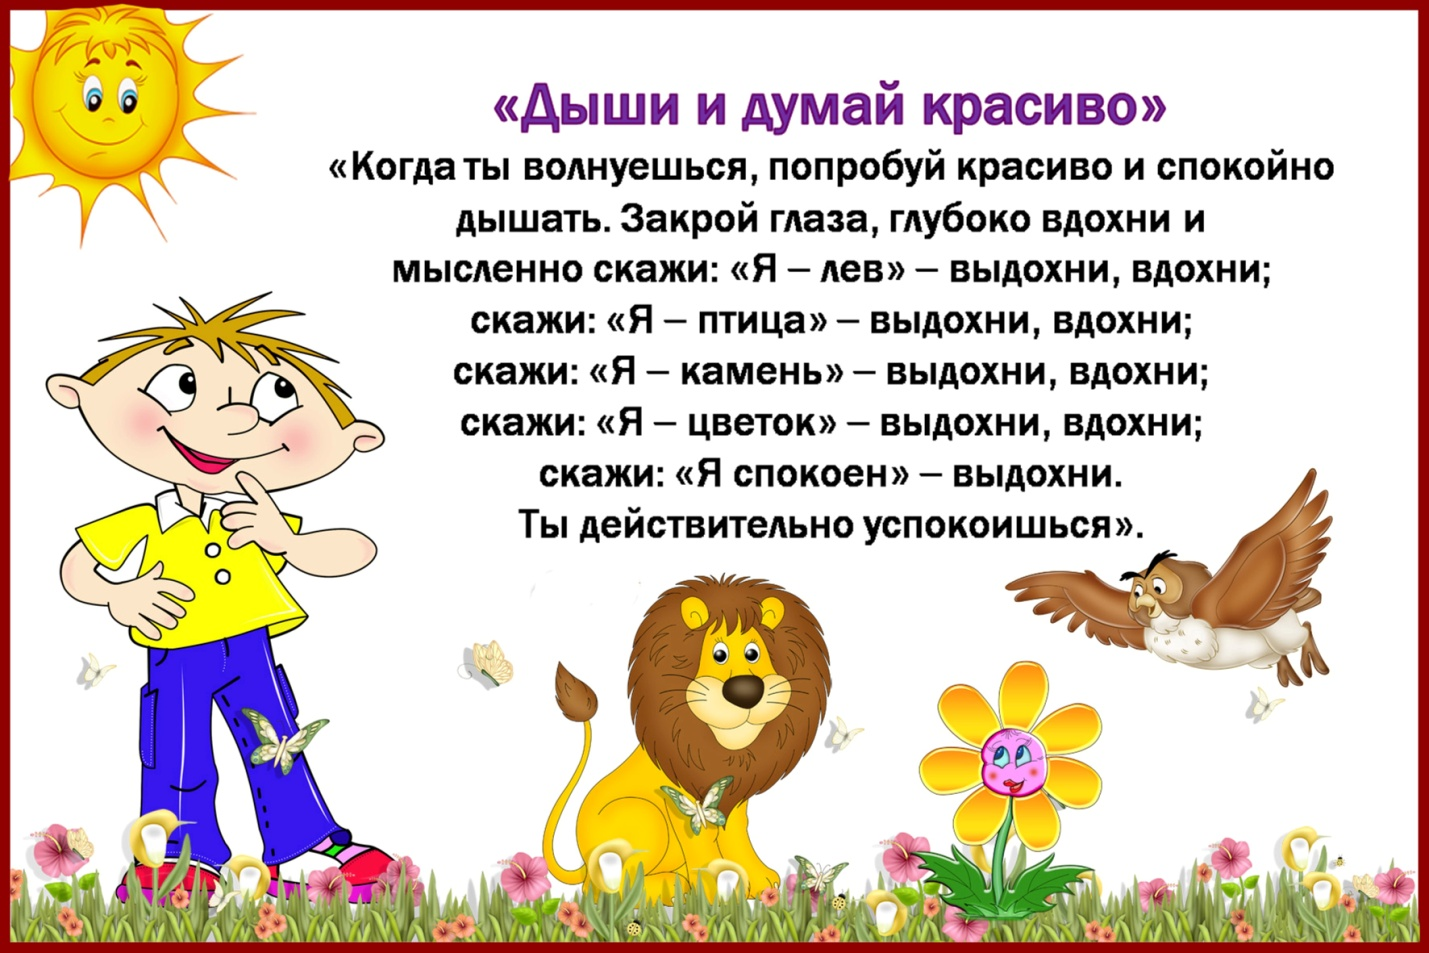 «Дыши и думай красиво»
«Когда ты волнуешься, попробуй красиво и спокойно
дышать. Закрой глаза, глубоко вдохни и
мысленно скажи: «Я – лев» – выдохни, вдохни;
скажи: «Я – птица» – выдохни, вдохни;
скажи: «Я – камень» – выдохни, вдохни;
скажи: «Я – цветок» – выдохни, вдохни;
скажи: «Я спокоен» – выдохни.
Ты действительно успокоишься».